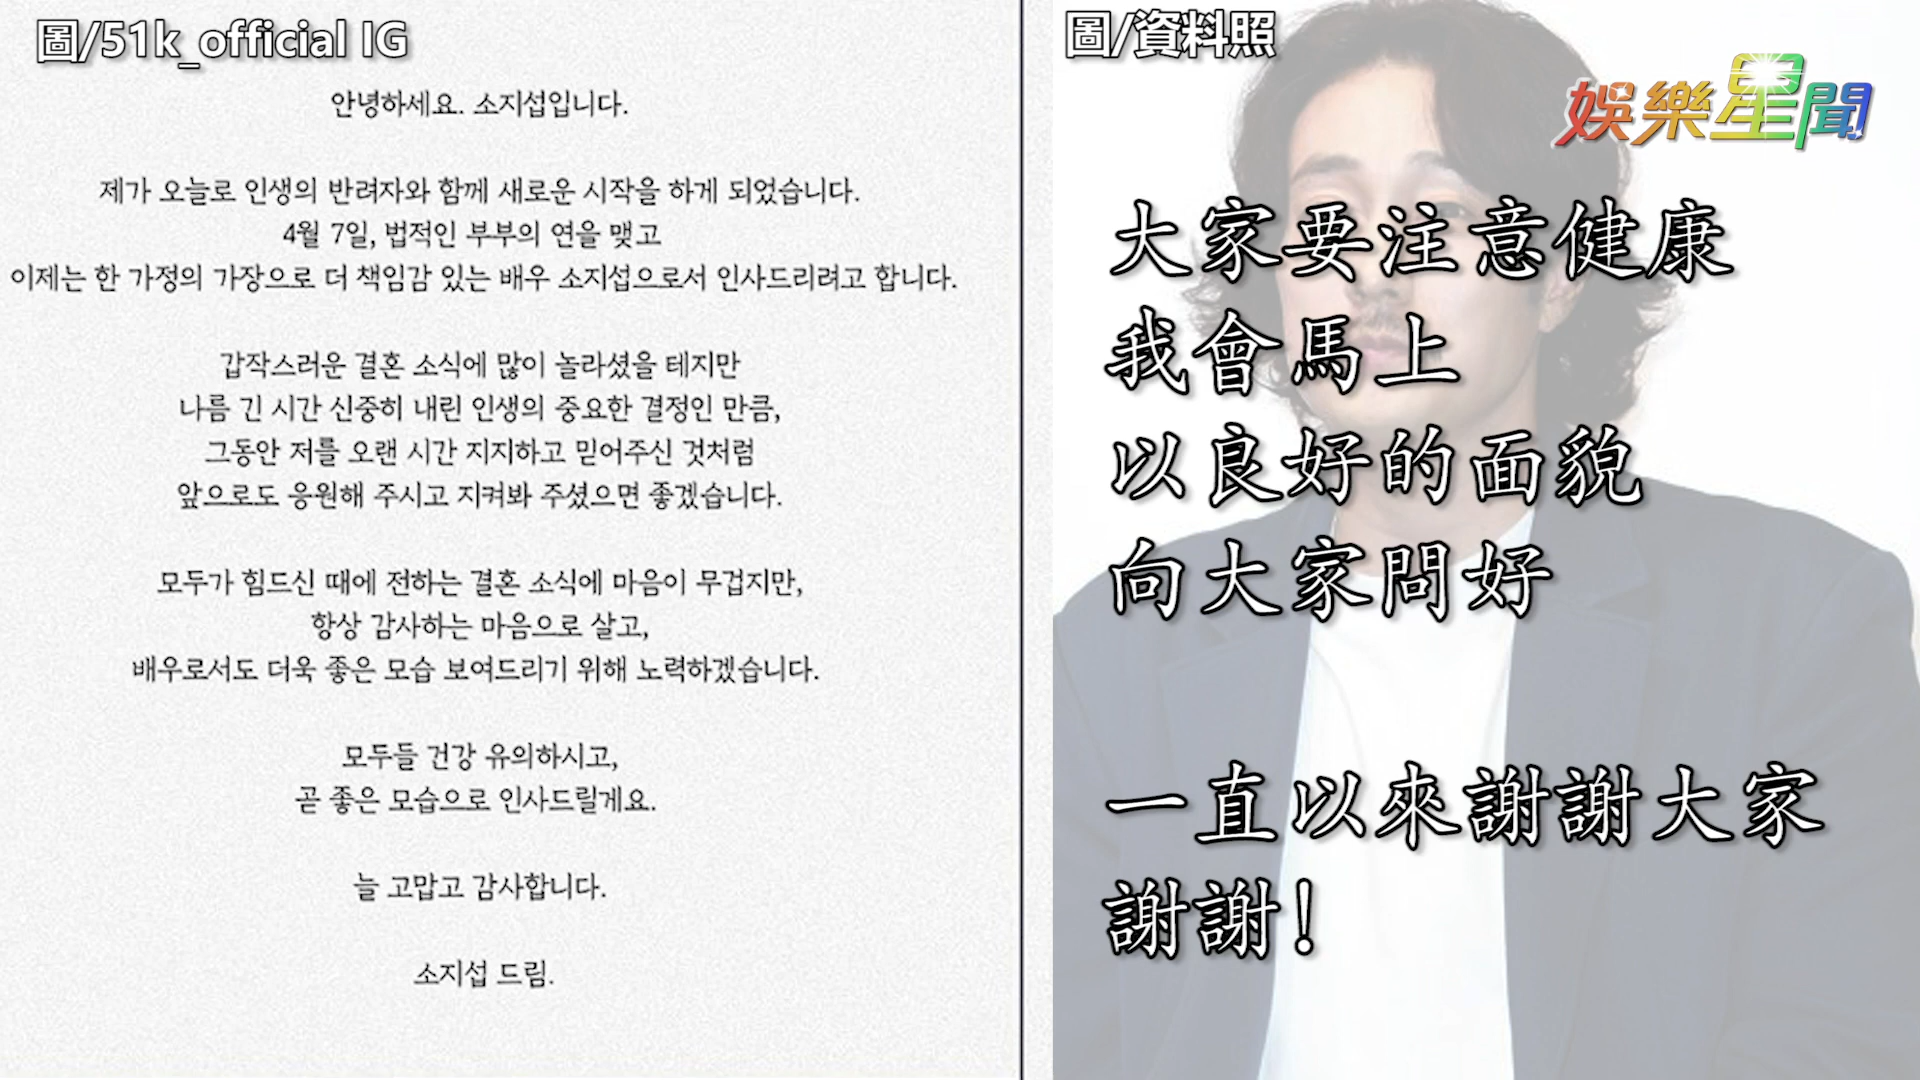 圖/51k_official IG
안녕하세요. 소지섭입니다.
제가 오늘로 인생의 반려자와 함께 새로운 시작을 하게 되었습니다.
4월 7일, 법적인 부부의 연을 맺고
이제는 한 가정의 가장으로 더 책임감 있는 배우 소지섭으로서 인사드리려고 합니다.
갑작스러운 결혼 소식에 많이 놀라셨을 테지만
나름 긴 시간 신중히 내린 인생의 중요한 결정인 만큼,
그동안 저를 오랜 시간 지지하고 믿어주신 것처럼
앞으로도 응원해 주시고 지켜봐 주셨으면 좋겠습니다.
모두가 힘드신 때에 전하는 결혼 소식에 마음이 무겁지만,
항상 감사하는 마음으로 살고,
배우로서도 더욱 좋은 모습 보여드리기 위해 노력하겠습니다.
모두들 건강 유의하시고,
곧 좋은 모습으로 인사드릴게요.
늘 고맙고 감사합니다.
소지섭 드림.
圖/資料照
娛樂星聞
大家要注意健康
我會馬上
以良好的面貌
向大家問好
一直以來謝謝大家
謝謝!